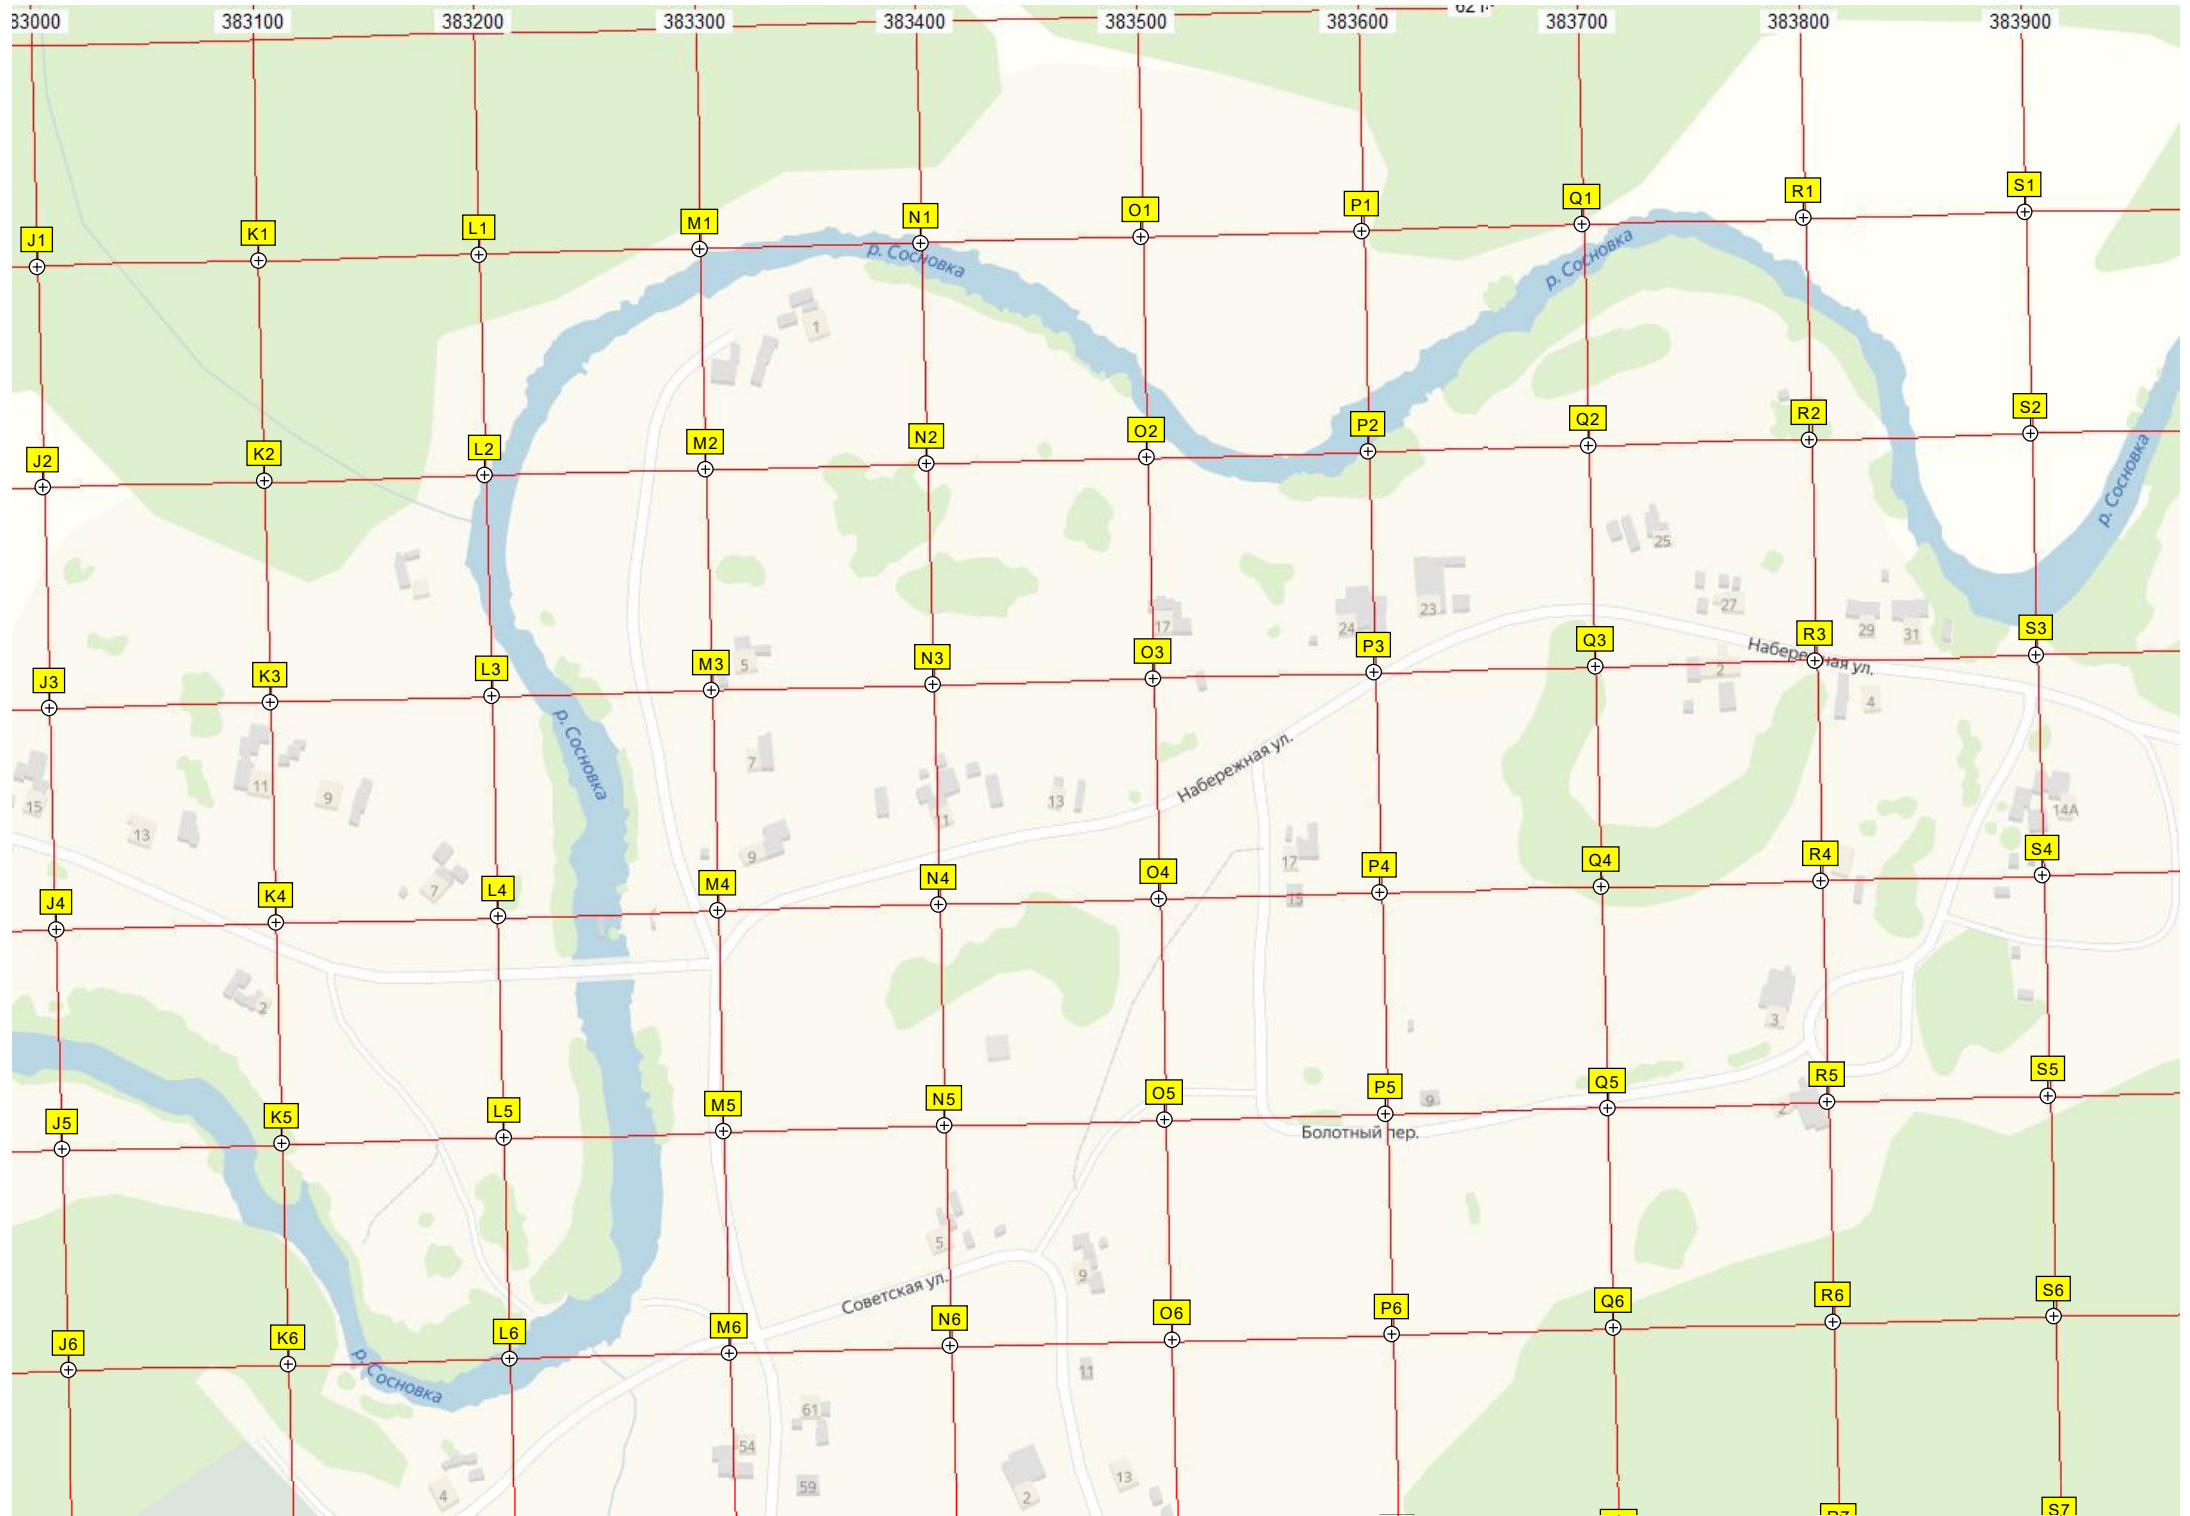 383100 383200 383300 383400 383500 383600 383700 383800 383900
J1 K1 L1 M1 N1 O1 P1 Q1 R1 S1
р. Сосновка
р. Сосновка
1
J2 K2 L2 M2 N2 O2 P2 Q2 R2 S2
р. Сосновка
25
17 24 23 27 29 31
J3 K3 L3 M3 N3 O3 P3 Q3 R3 S3
5 2 4
Набережная ул.
р. Сосновка
Набережная ул.
15 13 11 9 7 7 9 11 13 17 15 14А
J4 K4 L4 M4 N4 O4 P4 Q4 R4 S4
2 3
J5 K5 L5 M5 N5 O5 P5 Q5 R5 S5
9 2
Болотный пер.
5 9
Советская ул.
J6 K6 L6 M6 N6 O6 P6 Q6 R6 S6
р. Сосновка
11
61
54
59
4 2 13
S7